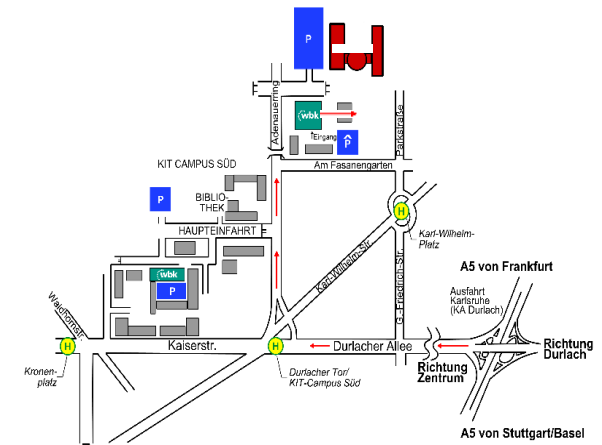 P
Adenauerring
wbk
Eingang
P
Parkstraße
KIT CAMPUS SÜD
Am Fasanengarten
P
BIBLIO-
THEK
HAUPTEINFAHRT
H
Karl-Wilhelm-
Platz
Karl-Wilhelm-Str.
G.-Friedrich-Str.
wbk
P
A5 von Frankfurt
Ausfahrt
Karlsruhe
(KA Durlach)
Waldhornstr.
H
Kaiserstr.
H
Durlacher Allee
Richtung
Durlach
Richtung
Zentrum
Kronen-
platz
Durlacher Tor/
KIT-Campus Süd
A5 von Stuttgart/Basel